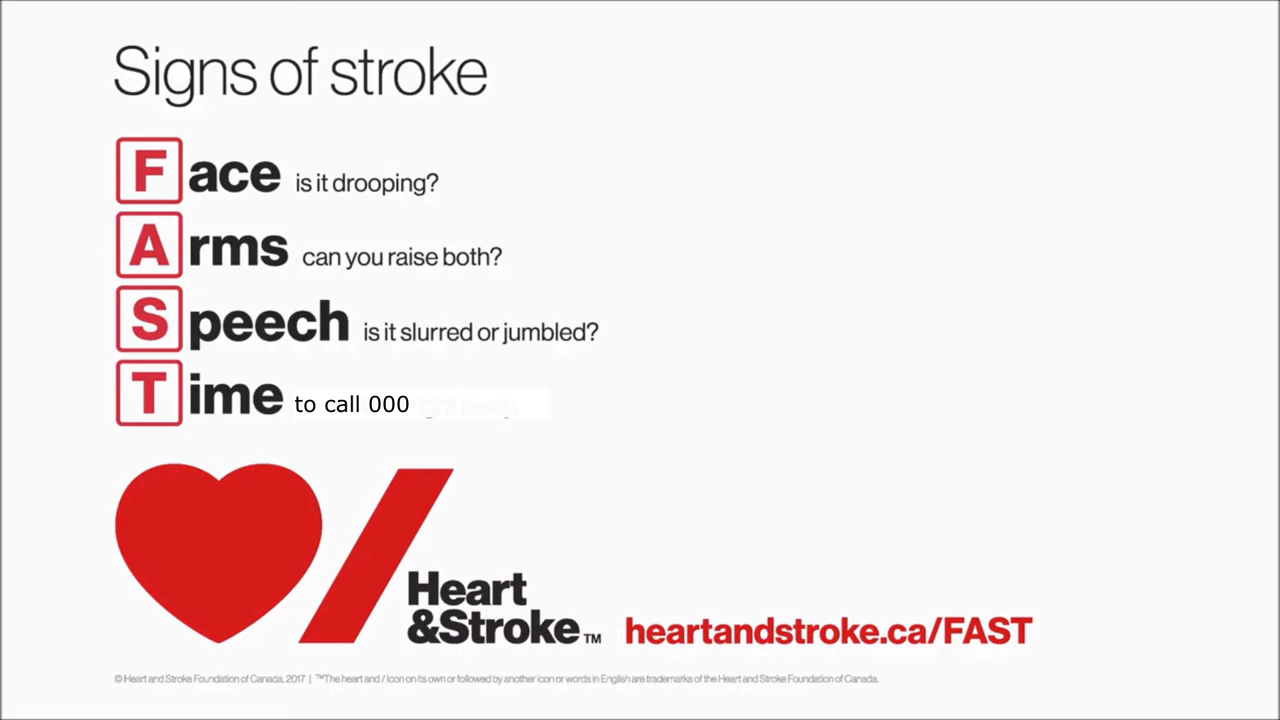 Signs of stroke
Face is it drooping?
Arms can you raise both?
Speech is it slurred or jumbled?
Time to call 000
Heart
&Stroke™ heartandstroke.ca/FAST
© Heart and Stroke Foundation of Canada, 2017 | ™The heart and / Icon on its own or followed by another icon or words in English are trademarks of the Heart and Stroke Foundation of Canada.